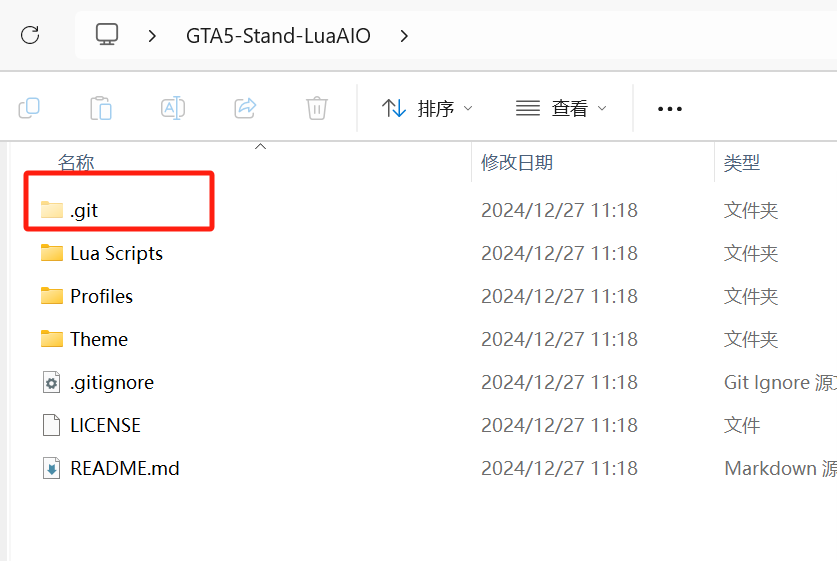 GTA5-Stand-LuaAIO
排序 查看
名称 修改日期 类型
.git 2024/12/27 11:18 文件夹
Lua Scripts 2024/12/27 11:18 文件夹
Profiles 2024/12/27 11:18 文件夹
Theme 2024/12/27 11:18 文件夹
.gitignore 2024/12/27 11:18 Git Ignore 源
LICENSE 2024/12/27 11:18 文件
README.md 2024/12/27 11:18 Markdown